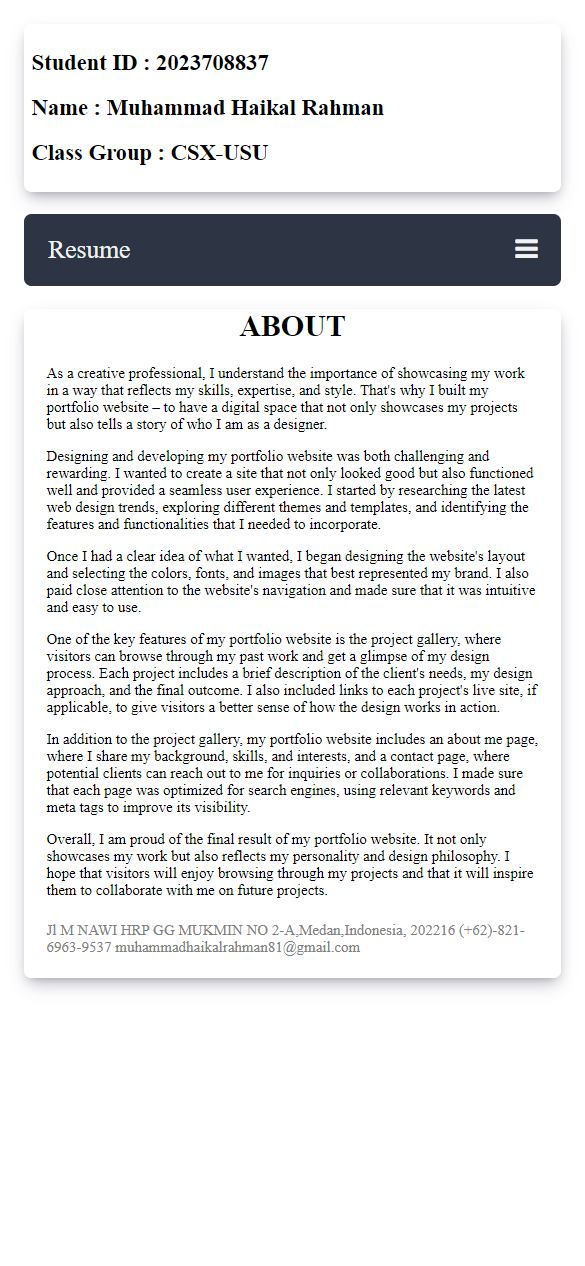 Student ID : 2023708837
Name : Muhammad Haikal Rahman
Class Group : CSX-USU
Resume
ABOUT
As a creative professional, I understand the importance of showcasing my work
in a way that reflects my skills, expertise, and style. That's why I built my
portfolio website – to have a digital space that not only showcases my projects
but also tells a story of who I am as a designer.
Designing and developing my portfolio website was both challenging and
rewarding. I wanted to create a site that not only looked good but also functioned
well and provided a seamless user experience. I started by researching the latest
web design trends, exploring different themes and templates, and identifying the
features and functionalities that I needed to incorporate.
Once I had a clear idea of what I wanted, I began designing the website's layout
and selecting the colors, fonts, and images that best represented my brand. I also
paid close attention to the website's navigation and made sure that it was intuitive
and easy to use.
One of the key features of my portfolio website is the project gallery, where
visitors can browse through my past work and get a glimpse of my design
process. Each project includes a brief description of the client's needs, my design
approach, and the final outcome. I also included links to each project's live site, if
applicable, to give visitors a better sense of how the design works in action.
In addition to the project gallery, my portfolio website includes an about me page,
where I share my background, skills, and interests, and a contact page, where
potential clients can reach out to me for inquiries or collaborations. I made sure
that each page was optimized for search engines, using relevant keywords and
meta tags to improve its visibility.
Overall, I am proud of the final result of my portfolio website. It not only
showcases my work but also reflects my personality and design philosophy. I
hope that visitors will enjoy browsing through my projects and that it will inspire
them to collaborate with me on future projects.
Jl M NAWI HRP GG MUKMIN NO 2-A,Medan,Indonesia, 202216 (+62)-821-
6963-9537 muhammadhaikalrahman81@gmail.com